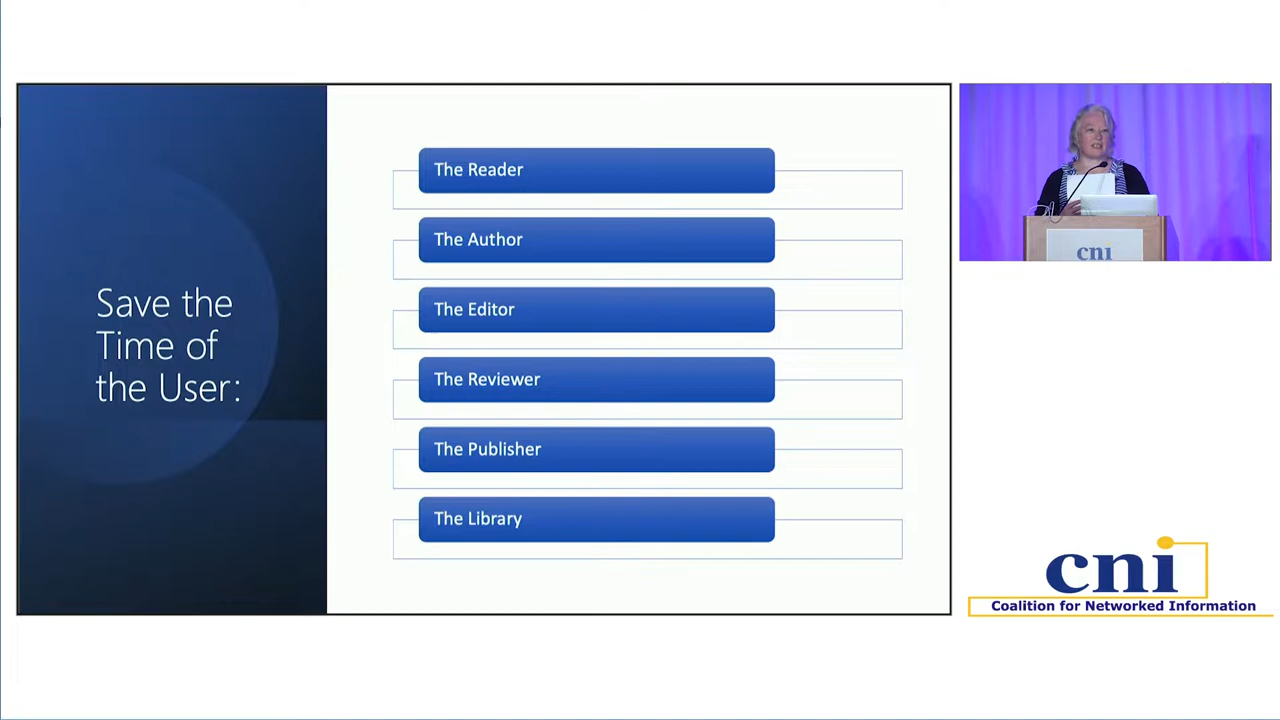 Save the
Time of
the User:
The Reader
The Author
The Editor
The Reviewer
The Publisher
The Library
cni
cni
Coalition for Networked Information